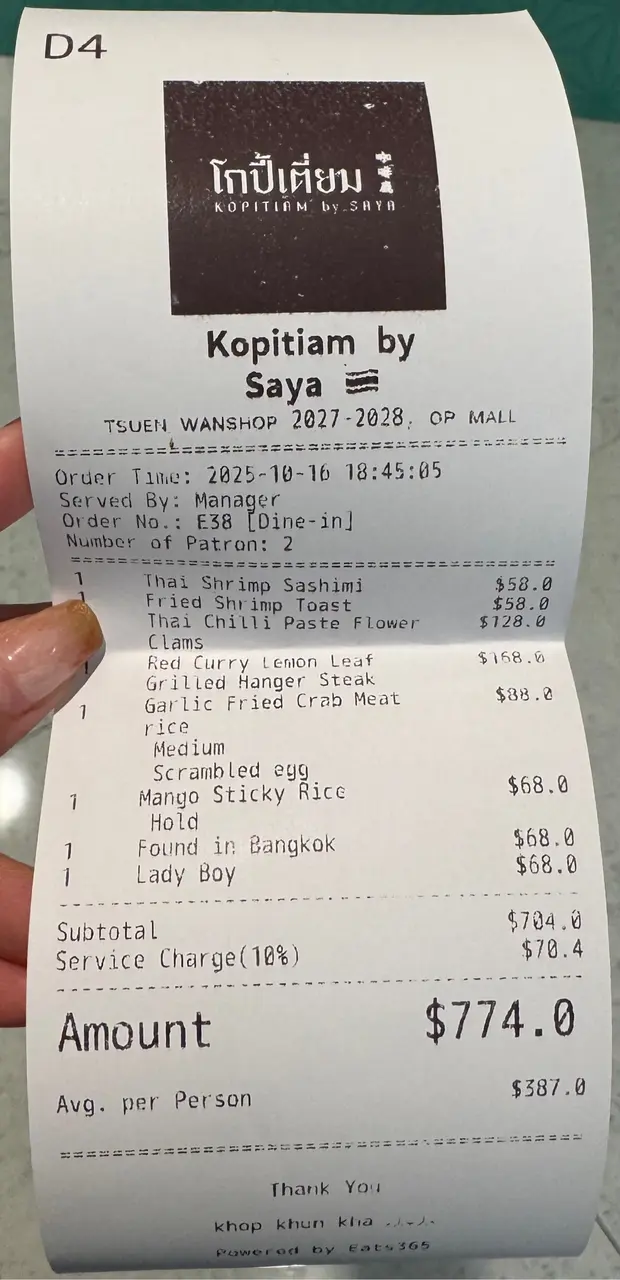 D4
โกปี้เตี่ยม
KOPITIAM by SAYA
Kopitiam by
Saya
TSUEN WANSHOP 2027-2028, OP MALL
Order Time: 2025-10-16 18:45:05
Served By: Manager
Order No.: E38 [Dine-in]
Number of Patron: 2
1 Thai Shrimp Sashimi $58.0
1 Fried Shrimp Toast $58.0
Thai Chilli Paste Flower $128.0
Clams
1 Red Curry Lemon Leaf $168.0
Grilled Hanger Steak
1 Garlic Fried Crab Meat $88.0
rice
Medium
Scrambled egg
1 Mango Sticky Rice $68.0
Hold
1 Found in Bangkok $68.0
1 Lady Boy $68.0
Subtotal $704.0
Service Charge(10%) $70.4
Amount $774.0
Avg. per Person $387.0
Thank You
khop khun kha
Powered by Eats365